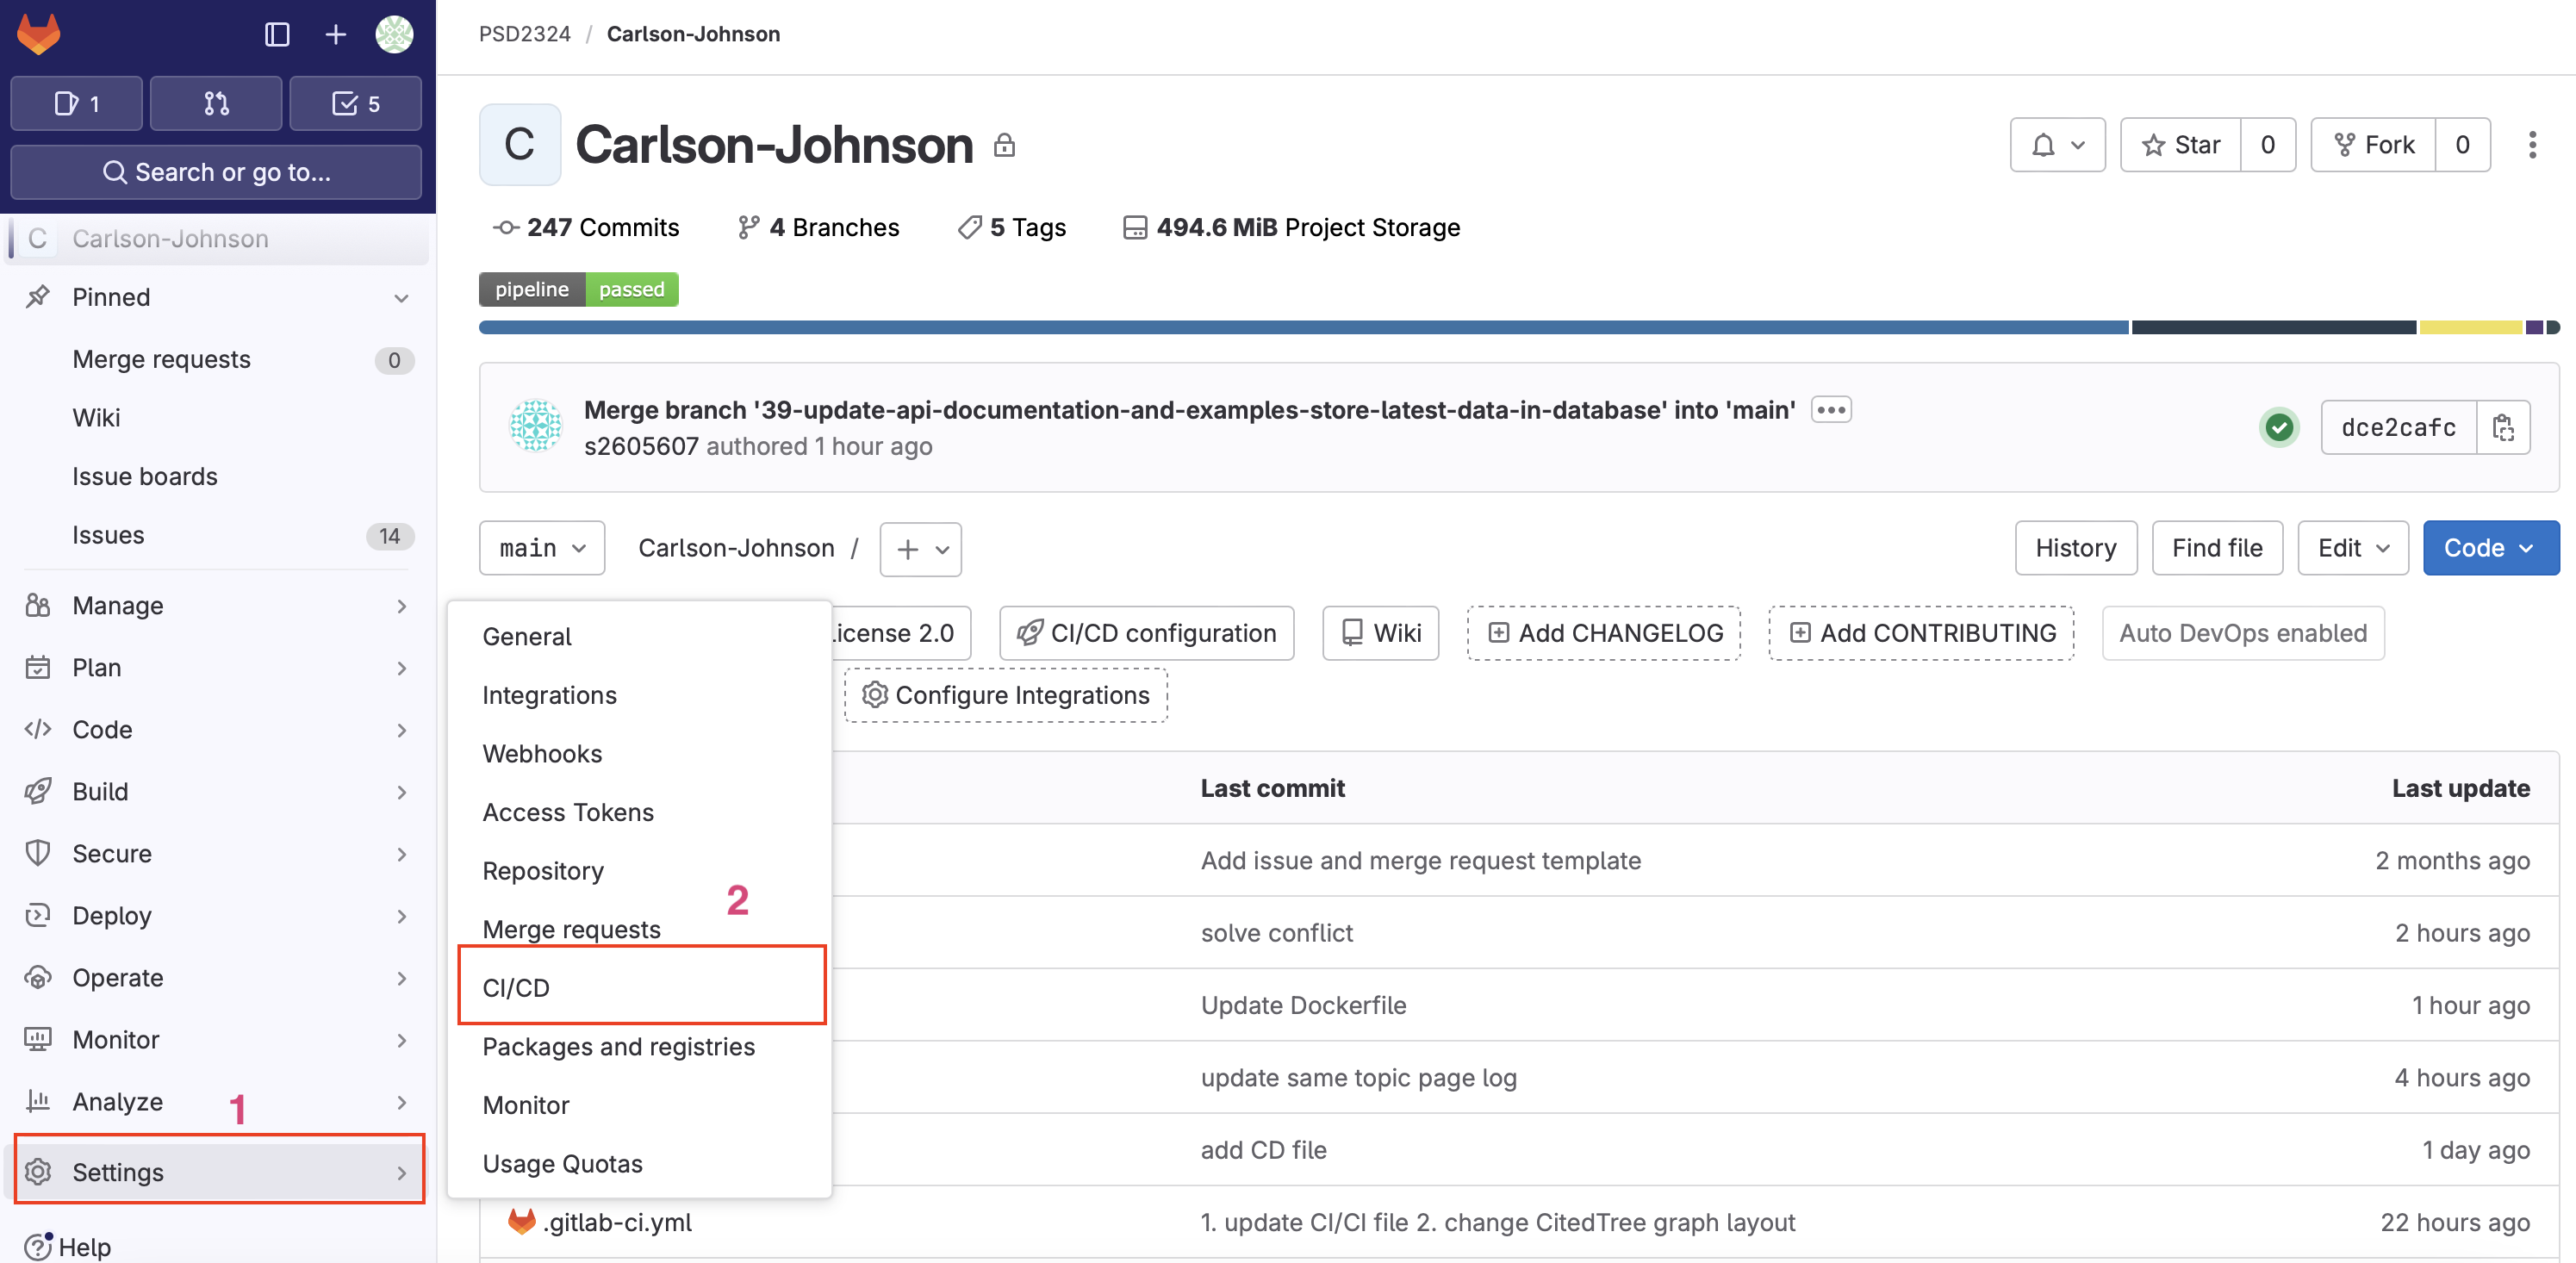 PSD2324 / Carlson-Johnson
1
5
Search or go to...
C Carlson-Johnson
Pinned
Merge requests 0
Wiki
Issue boards
Issues 14
Manage
Plan
Code
Build
Secure
Deploy
Operate
Monitor
Analyze
1
Settings
Help
C Carlson-Johnson
Star 0
Fork 0
247 Commits 4 Branches 5 Tags 494.6 MiB Project Storage
pipeline passed
Merge branch '39-update-api-documentation-and-examples-store-latest-data-in-database' into 'main'
s2605607 authored 1 hour ago
dce2cafc
main Carlson-Johnson / +
History Find file Edit Code
General
Integrations
Webhooks
Access Tokens
Repository
2
Merge requests
CI/CD
Packages and registries
Monitor
Usage Quotas
License 2.0 CI/CD configuration Wiki Add CHANGELOG Add CONTRIBUTING Auto DevOps enabled
Configure Integrations
Last commit Last update
Add issue and merge request template 2 months ago
solve conflict 2 hours ago
Update Dockerfile 1 hour ago
update same topic page log 4 hours ago
add CD file 1 day ago
.gitlab-ci.yml 1. update CI/CI file 2. change CitedTree graph layout 22 hours ago